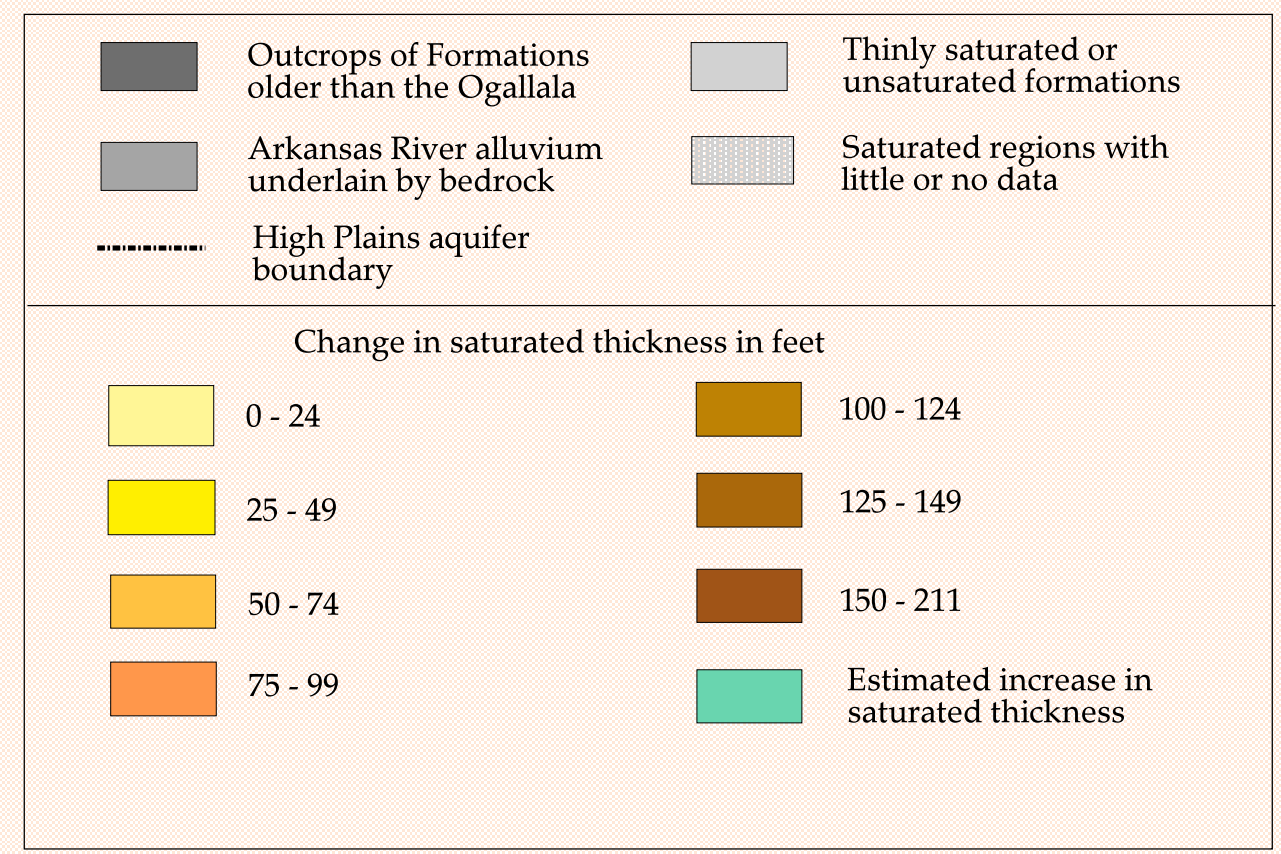 Outcrops of Formations
older than the Ogallala
Arkansas River alluvium
underlain by bedrock
High Plains aquifer
boundary
Thinly saturated or
unsaturated formations
Saturated regions with
little or no data
Change in saturated thickness in feet
0 - 24
25 - 49
50 - 74
75 - 99
100 - 124
125 - 149
150 - 211
Estimated increase in
saturated thickness